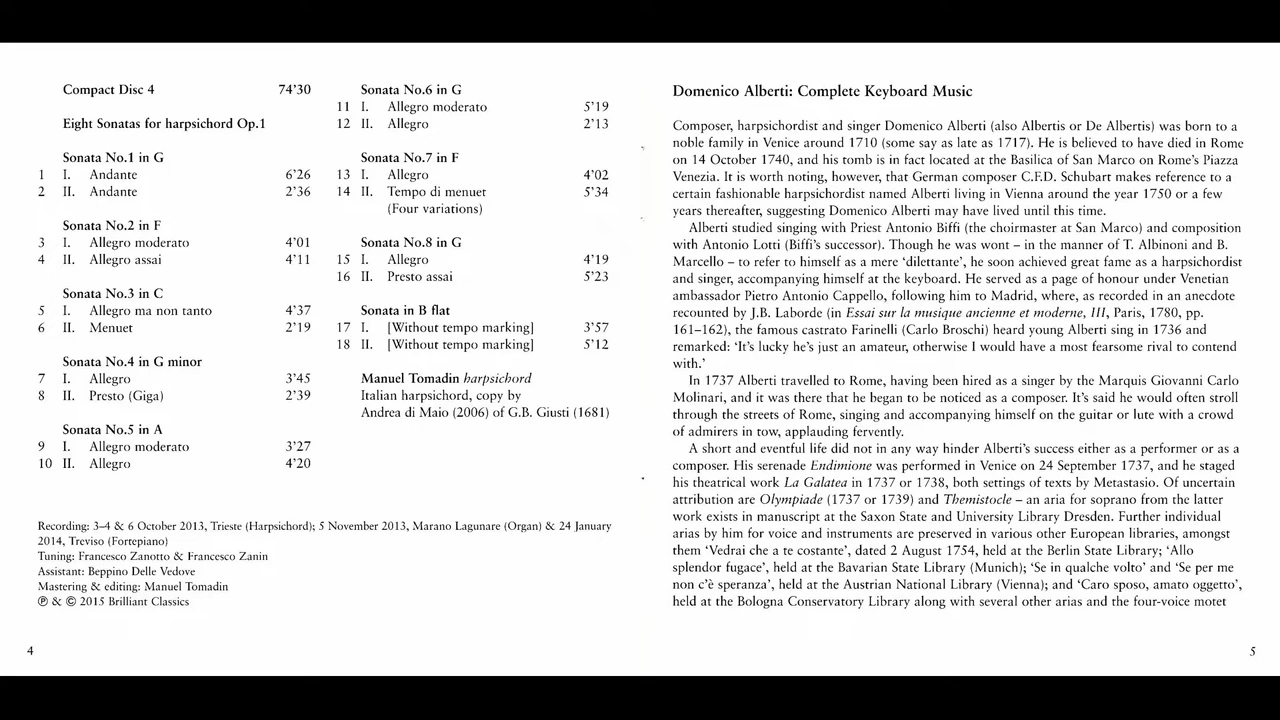 Compact Disc 4 74’30
Eight Sonatas for harpsichord Op.1
Sonata No.1 in G
1 I. Andante 6’26
2 II. Andante 2’36
Sonata No.2 in F
3 I. Allegro moderato 4’01
4 II. Allegro assai 4’11
Sonata No.3 in C
5 I. Allegro ma non tanto 4’37
6 II. Menuet 2’19
Sonata No.4 in G minor
7 I. Allegro 3’45
8 II. Presto (Giga) 2’39
Sonata No.5 in A
9 I. Allegro moderato 3’27
10 II. Allegro 4’20
Sonata No.6 in G
11 I. Allegro moderato 5’19
12 II. Allegro 2’13
Sonata No.7 in F
13 I. Allegro 4’02
14 II. Tempo di menuet 5’34
(Four variations)
Sonata No.8 in G
15 I. Allegro 4’19
16 II. Presto assai 5’23
Sonata in B flat
17 I. [Without tempo marking] 3’57
18 II. [Without tempo marking] 5’12
Manuel Tomadin harpsichord
Italian harpsichord, copy by
Andrea di Maio (2006) of G.B. Giusti (1681)
Recording: 3–4 & 6 October 2013, Trieste (Harpsichord); 5 November 2013, Marano Lagunare (Organ) & 24 January
2014, Treviso (Fortepiano)
Tuning: Francesco Zanotto & Francesco Zanin
Assistant: Beppino Delle Vedove
Mastering & editing: Manuel Tomadin
℗ & © 2015 Brilliant Classics
4
Domenico Alberti: Complete Keyboard Music
Composer, harpsichordist and singer Domenico Alberti (also Albertis or De Albertis) was born to a
noble family in Venice around 1710 (some say as late as 1717). He is believed to have died in Rome
on 14 October 1740, and his tomb is in fact located at the Basilica of San Marco on Rome’s Piazza
Venezia. It is worth noting, however, that German composer C.F.D. Schubart makes reference to a
certain fashionable harpsichordist named Alberti living in Vienna around the year 1750 or a few
years thereafter, suggesting Domenico Alberti may have lived until this time.
Alberti studied singing with Priest Antonio Biffi (the choirmaster at San Marco) and composition
with Antonio Lotti (Biffi’s successor). Though he was wont – in the manner of T. Albinoni and B.
Marcello – to refer to himself as a mere ‘dilettante’, he soon achieved great fame as a harpsichordist
and singer, accompanying himself at the keyboard. He served as a page of honour under Venetian
ambassador Pietro Antonio Cappello, following him to Madrid, where, as recorded in an anecdote
recounted by J.B. Laborde (in Essai sur la musique ancienne et moderne, III, Paris, 1780, pp.
161–162), the famous castrato Farinelli (Carlo Broschi) heard young Alberti sing in 1736 and
remarked: ‘It’s lucky he’s just an amateur, otherwise I would have a most fearsome rival to contend
with.’
In 1737 Alberti travelled to Rome, having been hired as a singer by the Marquis Giovanni Carlo
Molinari, and it was there that he began to be noticed as a composer. It’s said he would often stroll
through the streets of Rome, singing and accompanying himself on the guitar or lute with a crowd
of admirers in tow, applauding fervently.
A short and eventful life did not in any way hinder Alberti’s success either as a performer or as a
composer. His serenade Endimione was performed in Venice on 24 September 1737, and he staged
his theatrical work La Galatea in 1737 or 1738, both settings of texts by Metastasio. Of uncertain
attribution are Olympiade (1737 or 1739) and Themistocle – an aria for soprano from the latter
work exists in manuscript at the Saxon State and University Library Dresden. Further individual
arias by him for voice and instruments are preserved in various other European libraries, amongst
them ‘Vedrai che a te costante’, dated 2 August 1754, held at the Berlin State Library; ‘Allo
splendor fugace’, held at the Bavarian State Library (Munich); ‘Se in qualche volto’ and ‘Se per me
non c’è speranza’, held at the Austrian National Library (Vienna); and ‘Caro sposo, amato oggetto’,
held at the Bologna Conservatory Library along with several other arias and the four-voice motet
5